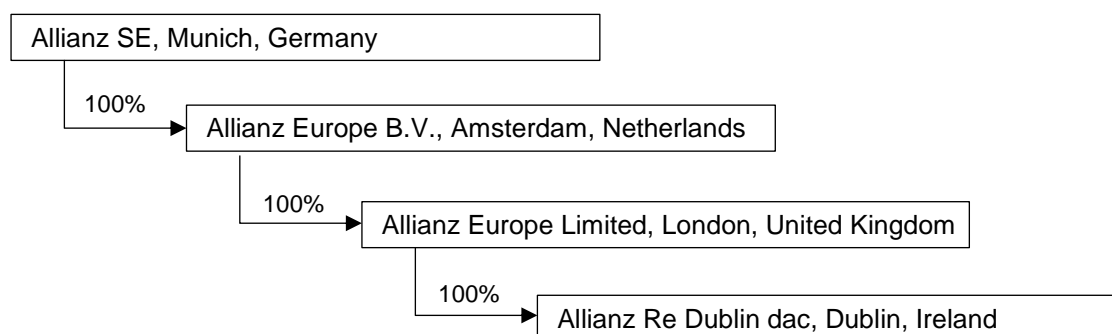 Allianz SE, Munich, Germany
100%
Allianz Europe B.V., Amsterdam, Netherlands
100%
Allianz Europe Limited, London, United Kingdom
100%
Allianz Re Dublin dac, Dublin, Ireland